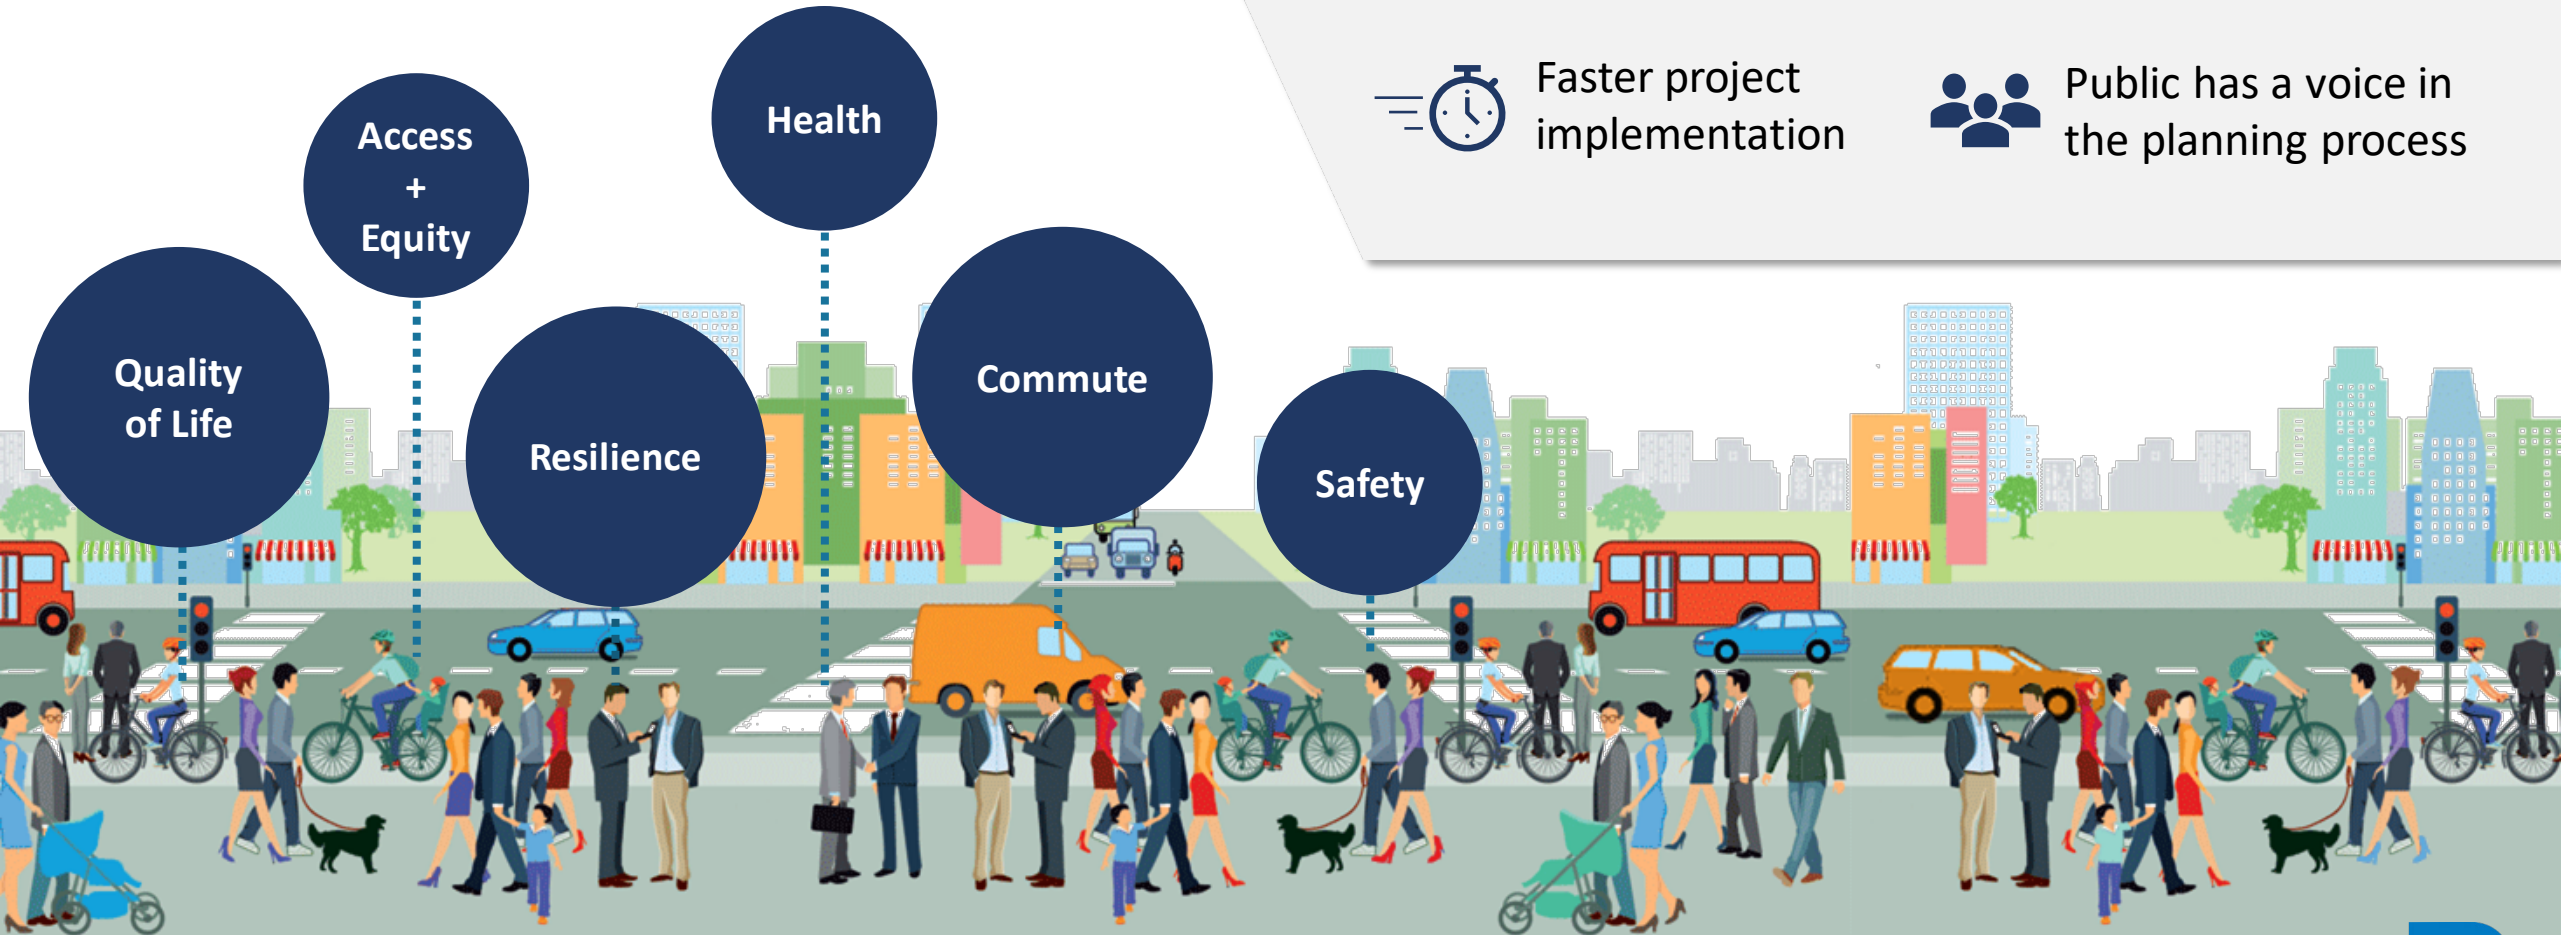 Health
Access
+
Equity
Quality
of Life
Resilience
Commute
Safety
Faster project
implementation
Public has a voice in
the planning process